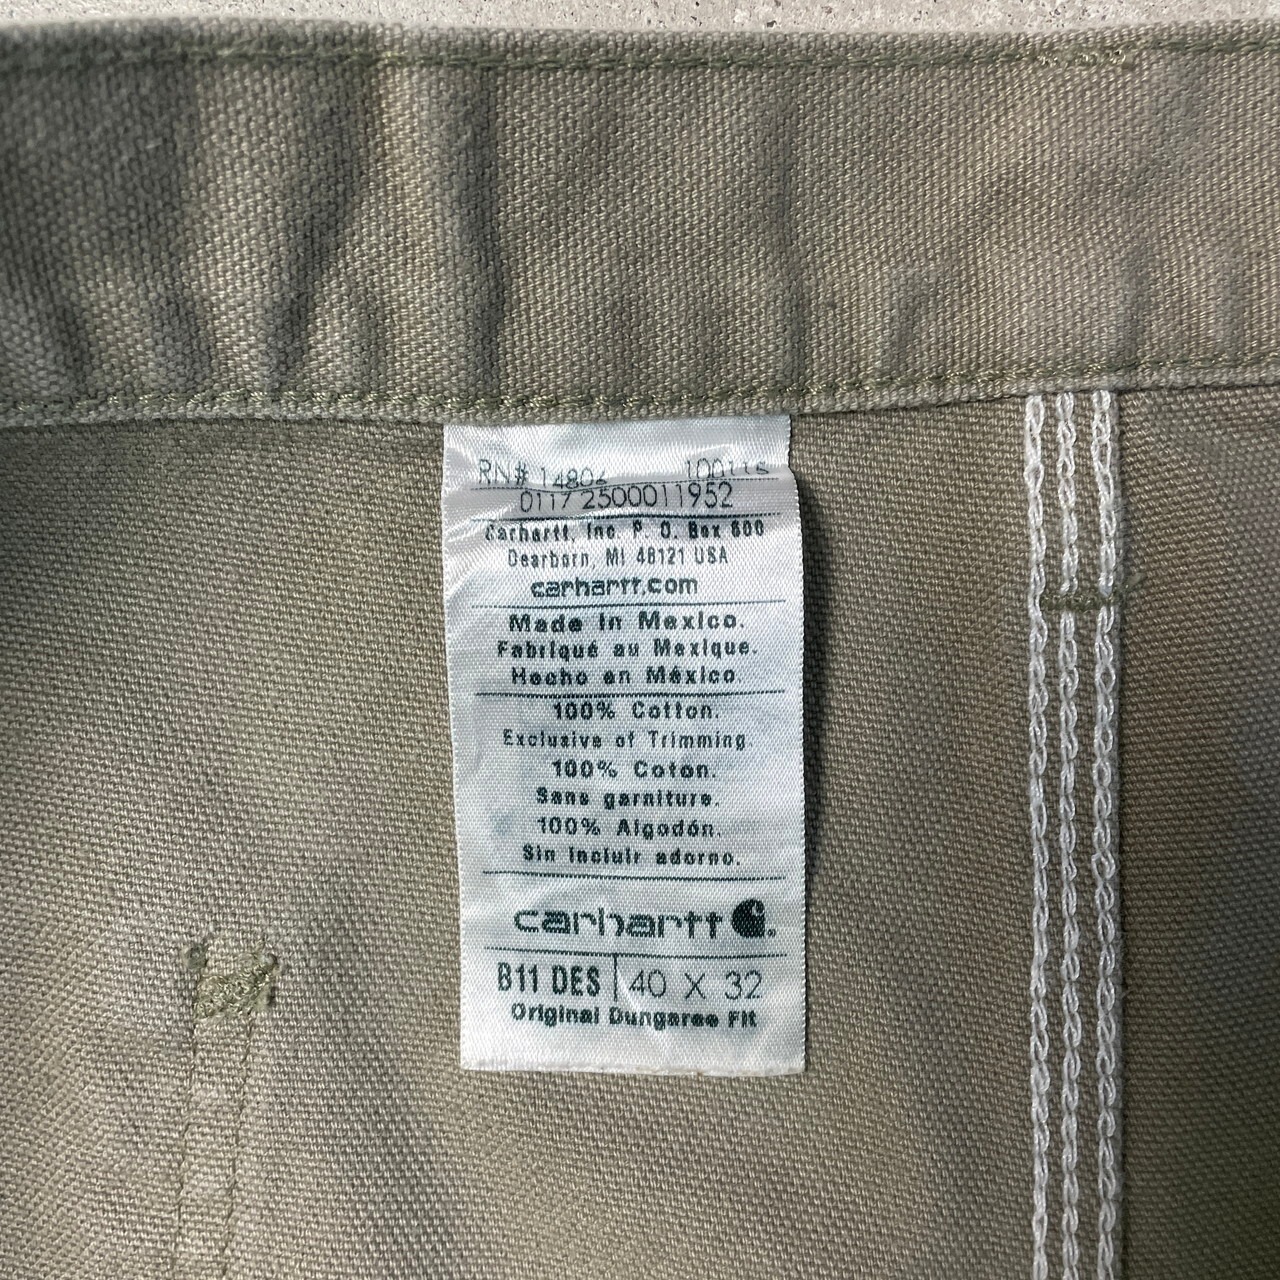 RN# 14806 100116
0117 2500011952
Carhartt, Inc. P. O. Box 600
Dearborn, MI 48121 USA
carhartt.com
Made in Mexico.
Fabriqué au Mexique.
Hecho en México
100% Cotton.
Exclusive of Trimming.
100% Coton.
Sans garniture.
100% Algodón.
Sin incluir adorno.
carhartt
B11 DES 40 X 32
Original Dungaree Fit